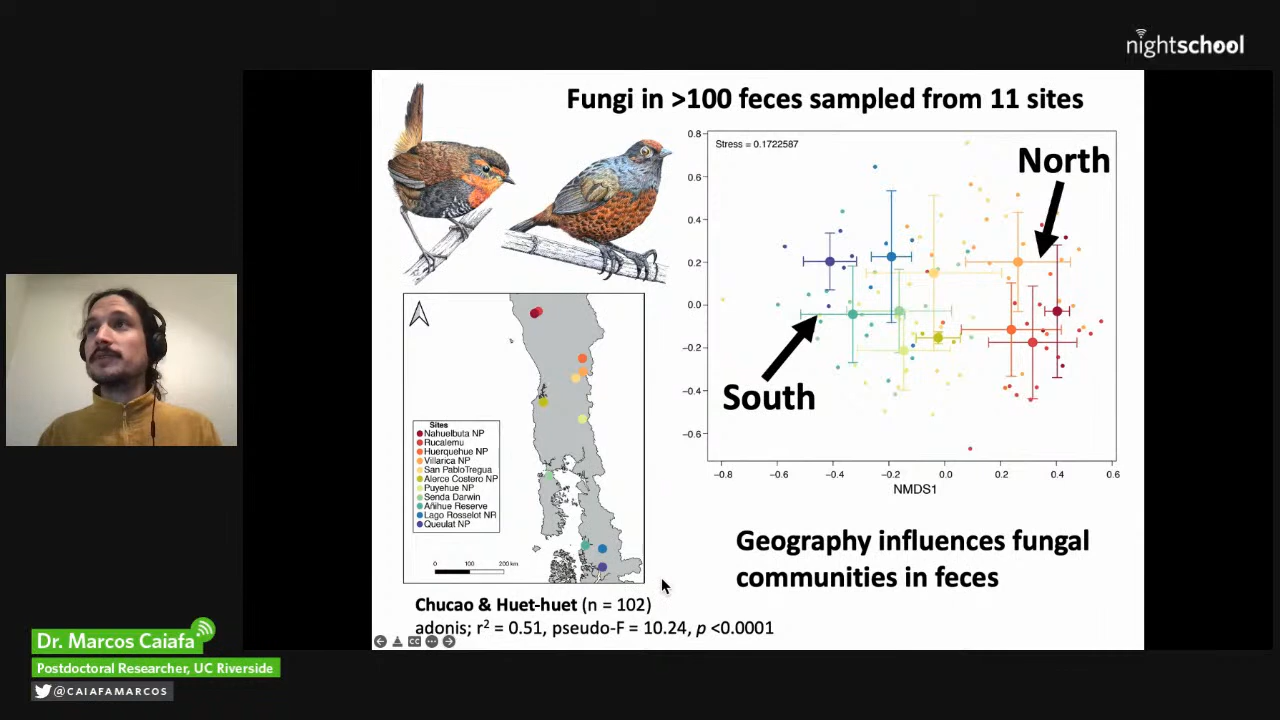 nightschool
Fungi in >100 feces sampled from 11 sites
Stress = 0.1722587
North
South
0.8
0.6
0.4
0.2
0.0
−0.2
−0.4
−0.6
−0.8
−0.6
−0.4
−0.2
0.0
0.2
0.4
0.6
NMDS1
Sites
Nahuelbuta NP
Rucalemu
Huerquehue NP
Villarica NP
San PabloTregua
Alerce Costero NP
Puyehue NP
Senda Darwin
Añihue Reserve
Lago Rosselot NR
Queulat NP
0 100 200 km
Geography influences fungal
communities in feces
Chucao & Huet-huet (n = 102)
adonis; r² = 0.51, pseudo-F = 10.24, p <0.0001
CC
Dr. Marcos Caiafa
Postdoctoral Researcher, UC Riverside
@CAIAFAMARCOS